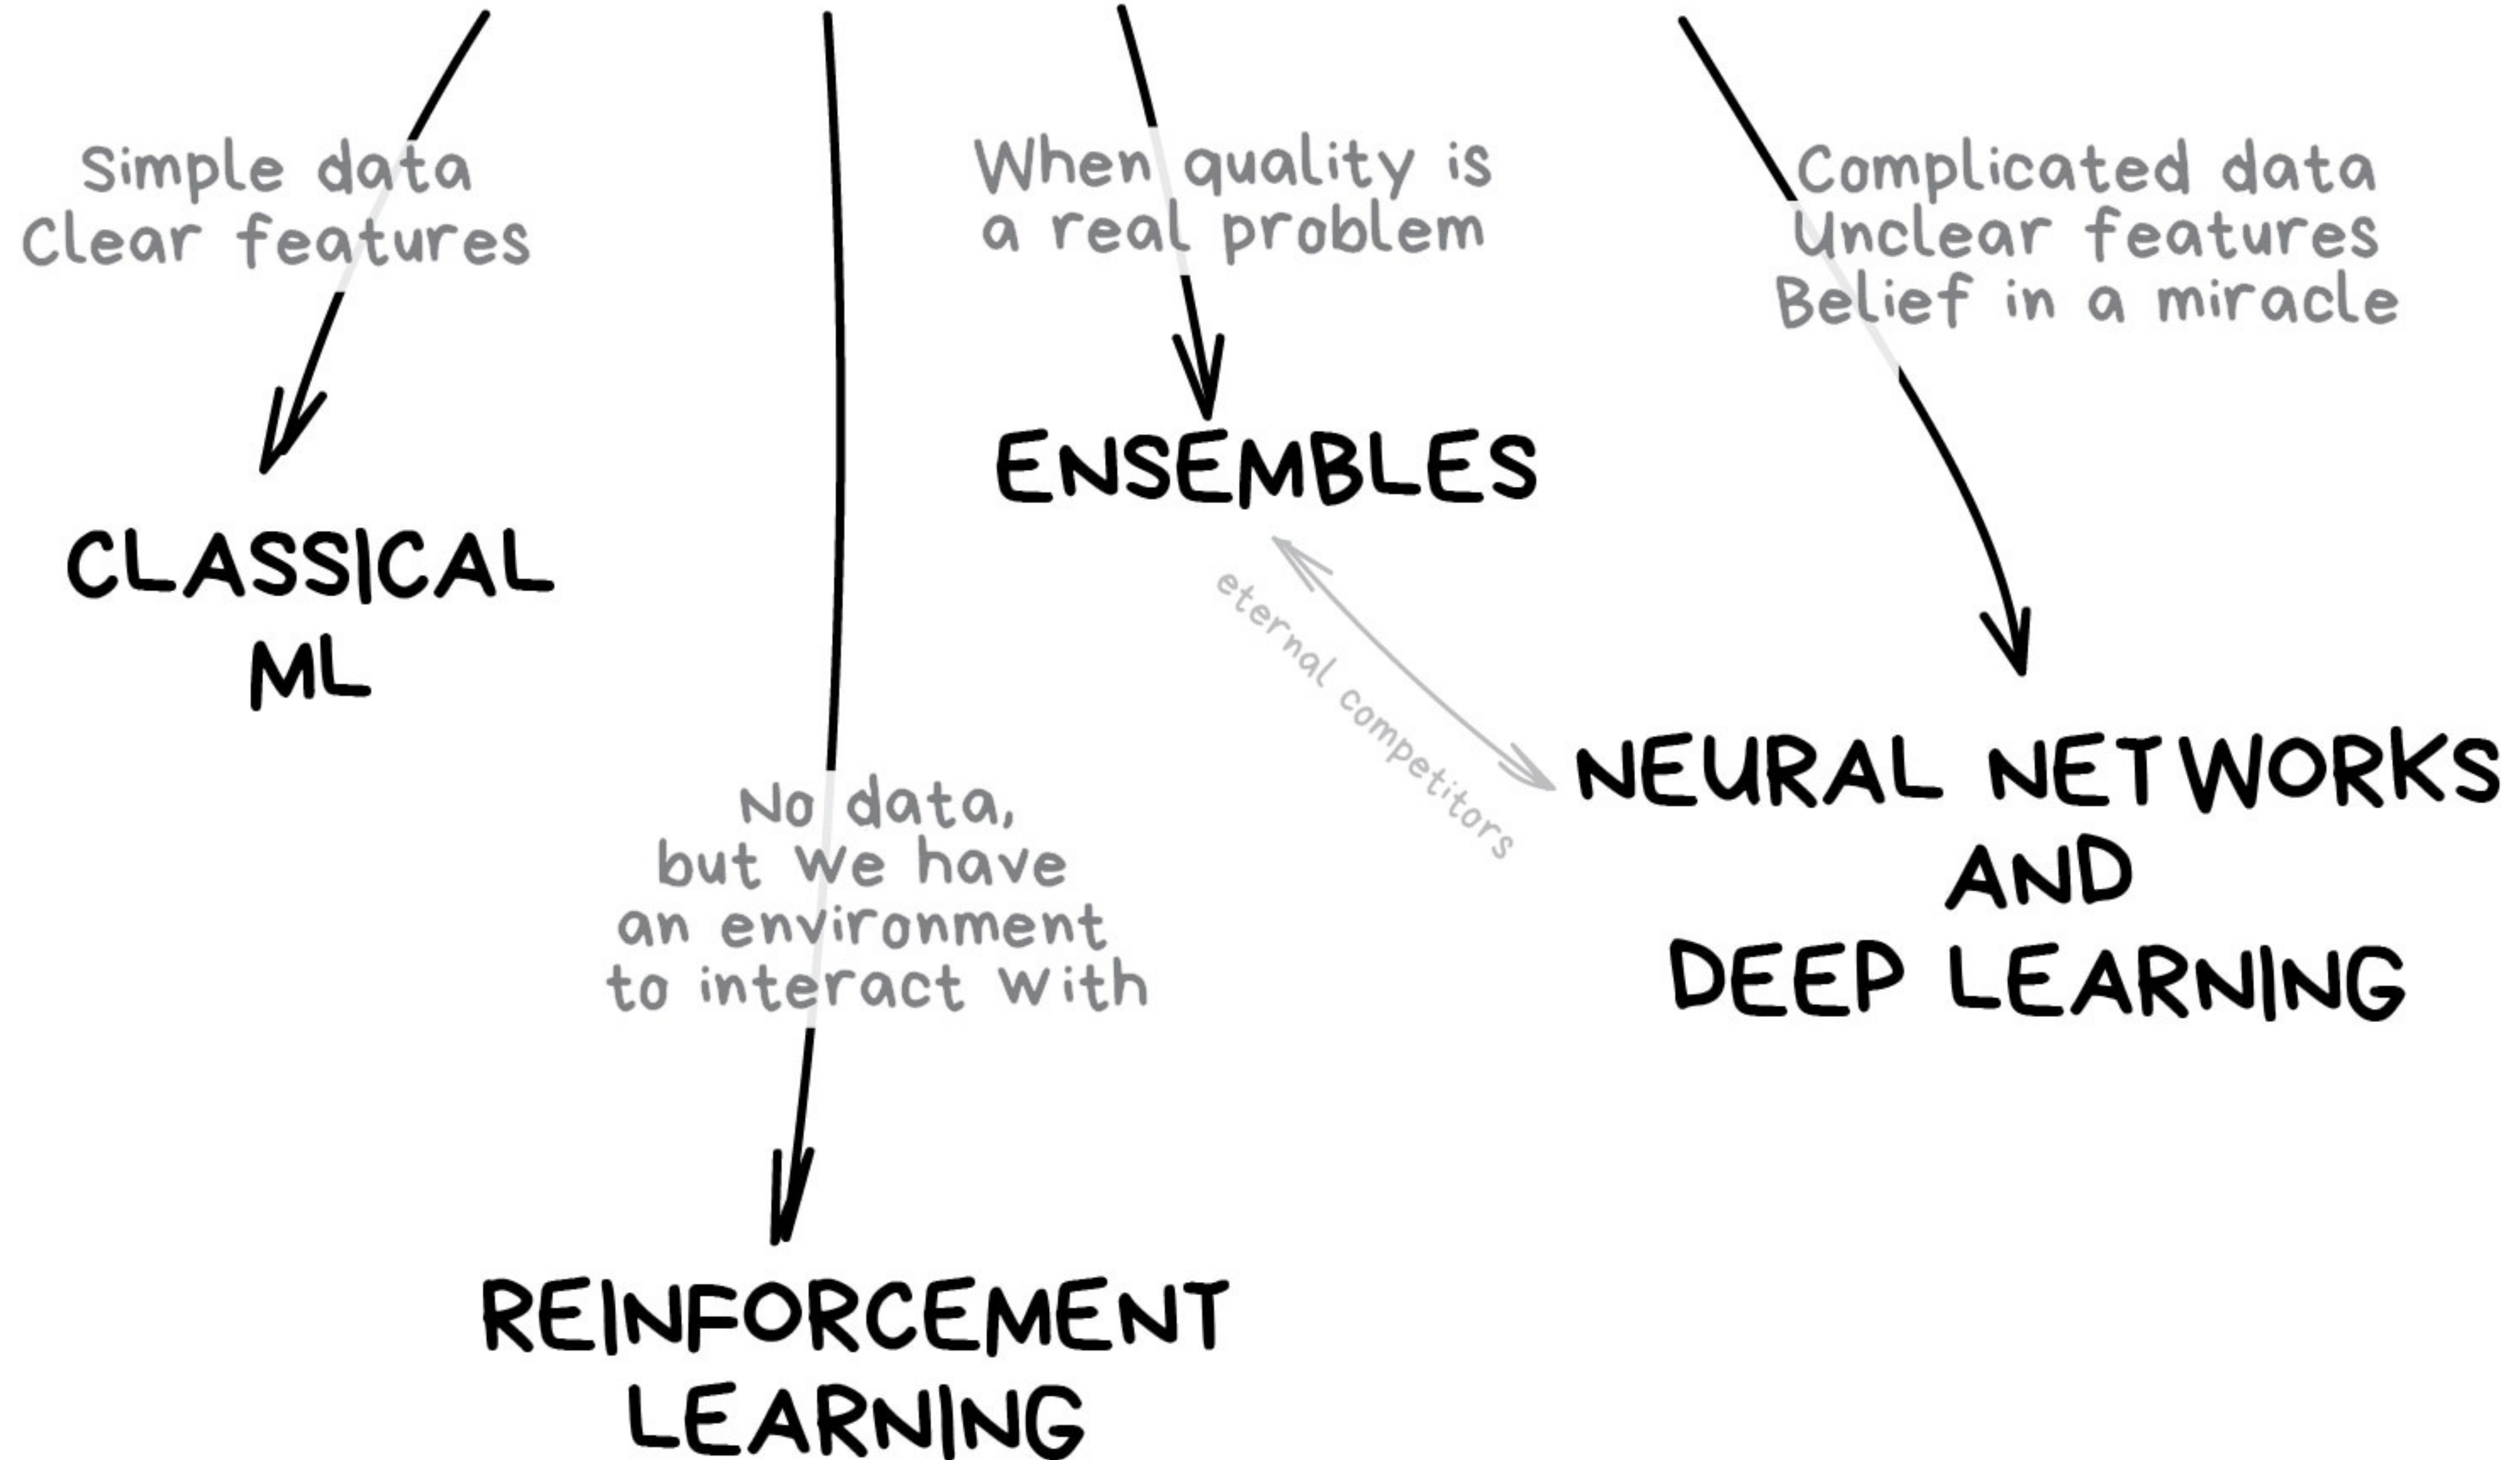 Simple data
Clear features
CLASSICAL
ML
No data,
but we have
an environment
to interact with
REINFORCEMENT
LEARNING
When quality is
a real problem
ENSEMBLES
eternal competitors
Complicated data
Unclear features
Belief in a miracle
NEURAL NETWORKS
AND
DEEP LEARNING